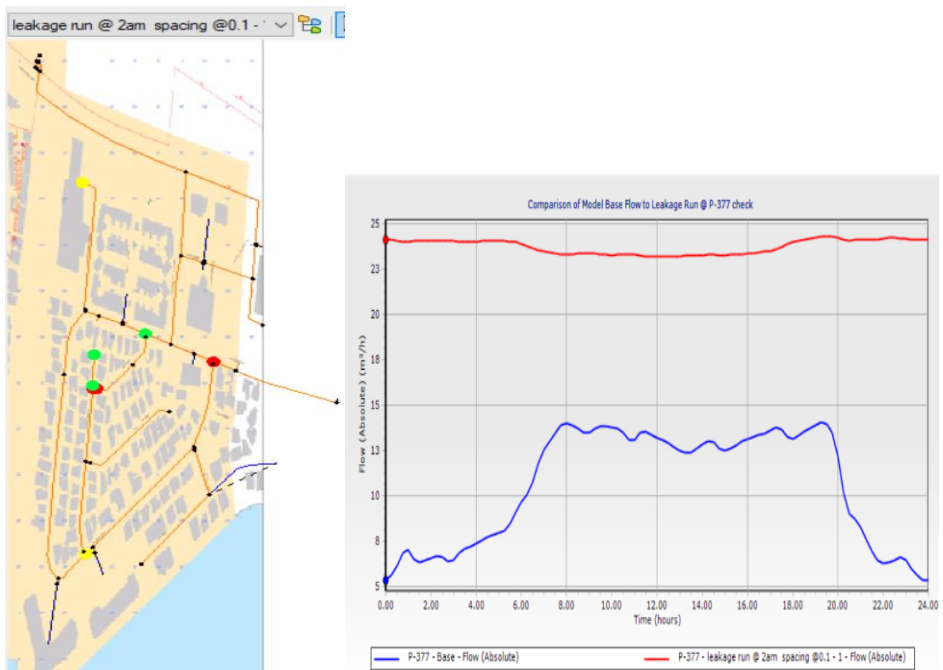 leakage run @ 2am spacing @0.1 -
Comparison of Model Base Flow to Leakage Run @ P-377 check
Flow (Absolute) (m³/h)
25
23
20
18
15
13
10
8
5
0.00 2.00 4.00 6.00 8.00 10.00 12.00 14.00 16.00 18.00 20.00 22.00 24.00
Time (hours)
P-377 - Base - Flow (Absolute) P-377 - leakage run @ 2am spacing @0.1 - 1 - Flow (Absolute)